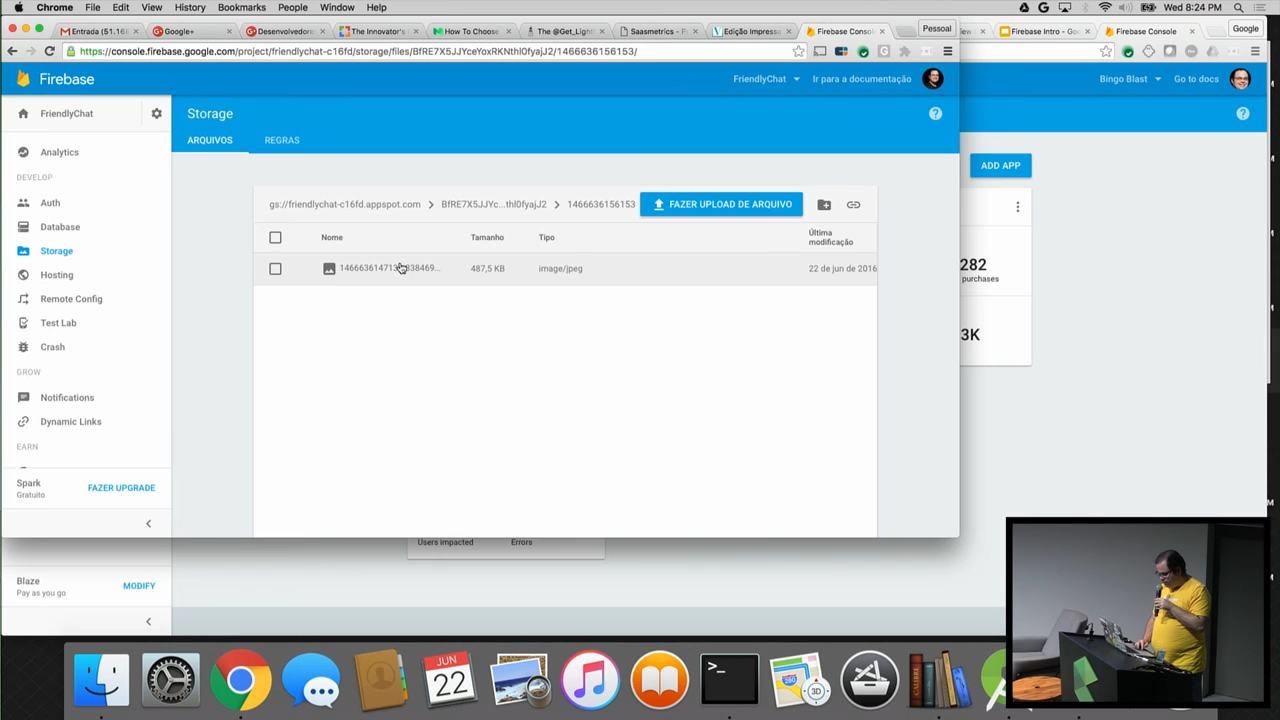 Chrome File Edit View History Bookmarks People Window Help Wed 8:24 PM
Entrada (51.16 Google+ Desenvolvedores The Innovator's How To Choose The @Get_Light Saasmetrics - P Edição Impressa Firebase Conso Pessoal Firebase Intro - Goo Firebase Console Google
https://console.firebase.google.com/project/friendlychat-c16fd/storage/files/BfRE7X5JJYceYoxRKNthl0fyajJ2/1466636156153/
Firebase FriendlyChat Ir para a documentação Bingo Blast Go to docs
FriendlyChat Storage
ARQUIVOS REGRAS
Analytics
ADD APP
DEVELOP
Auth
gs://friendlychat-c16fd.appspot.com BfRE7X5JJYc...thl0fyajJ2 1466636156153 FAZER UPLOAD DE ARQUIVO
Database
Nome Tamanho Tipo Última modificação
Storage
487,5 KB image/jpeg 22 de jun de 2016
282
purchases
Hosting
Remote Config
Test Lab
3K
Crash
GROW
Notifications
Dynamic Links
EARN
Spark
Gratuito
FAZER UPGRADE
Users impacted Errors
Blaze
Pay as you go
MODIFY
JUN
22
280
3D
CALIBRE